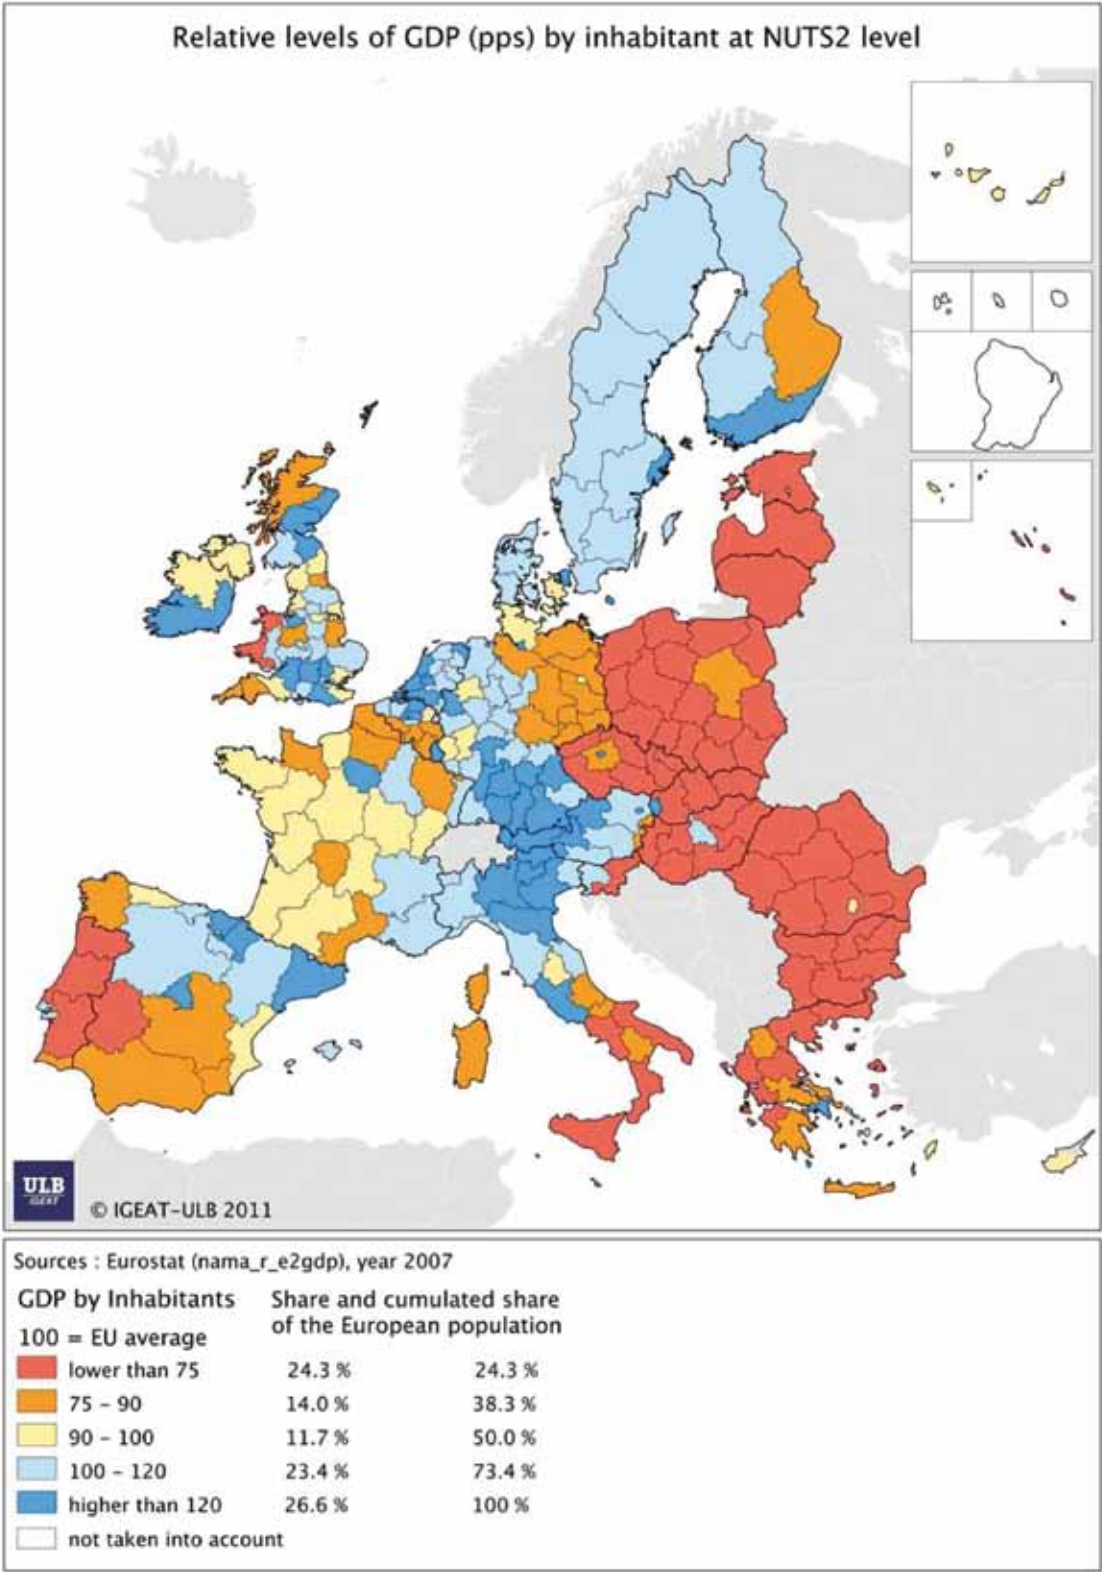 Relative levels of GDP (pps) by inhabitant at NUTS2 level
ULB
IGEAT
© IGEAT-ULB 2011
Sources : Eurostat (nama_r_e2gdp), year 2007
GDP by Inhabitants
Share and cumulated share
of the European population
100 = EU average
lower than 75 24.3 % 24.3 %
75 - 90 14.0 % 38.3 %
90 - 100 11.7 % 50.0 %
100 - 120 23.4 % 73.4 %
higher than 120 26.6 % 100 %
not taken into account